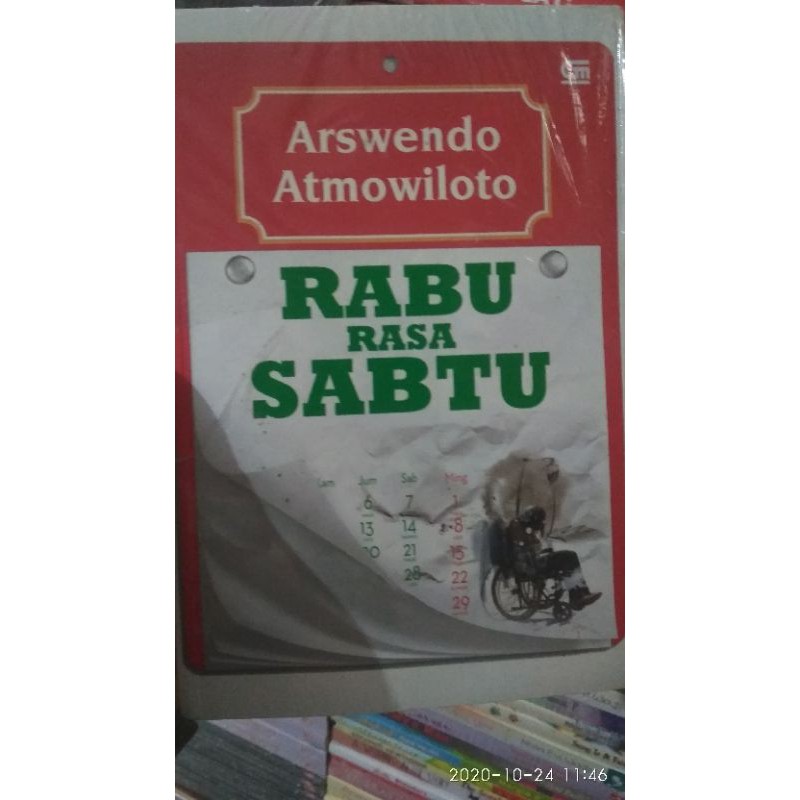 Arswendo
Atmowiloto
RABU
RASA
SABTU
Jum Sab Ming
6 7 1
13 14 8
20 21 15
28 22
29
2020-10-24 11:46